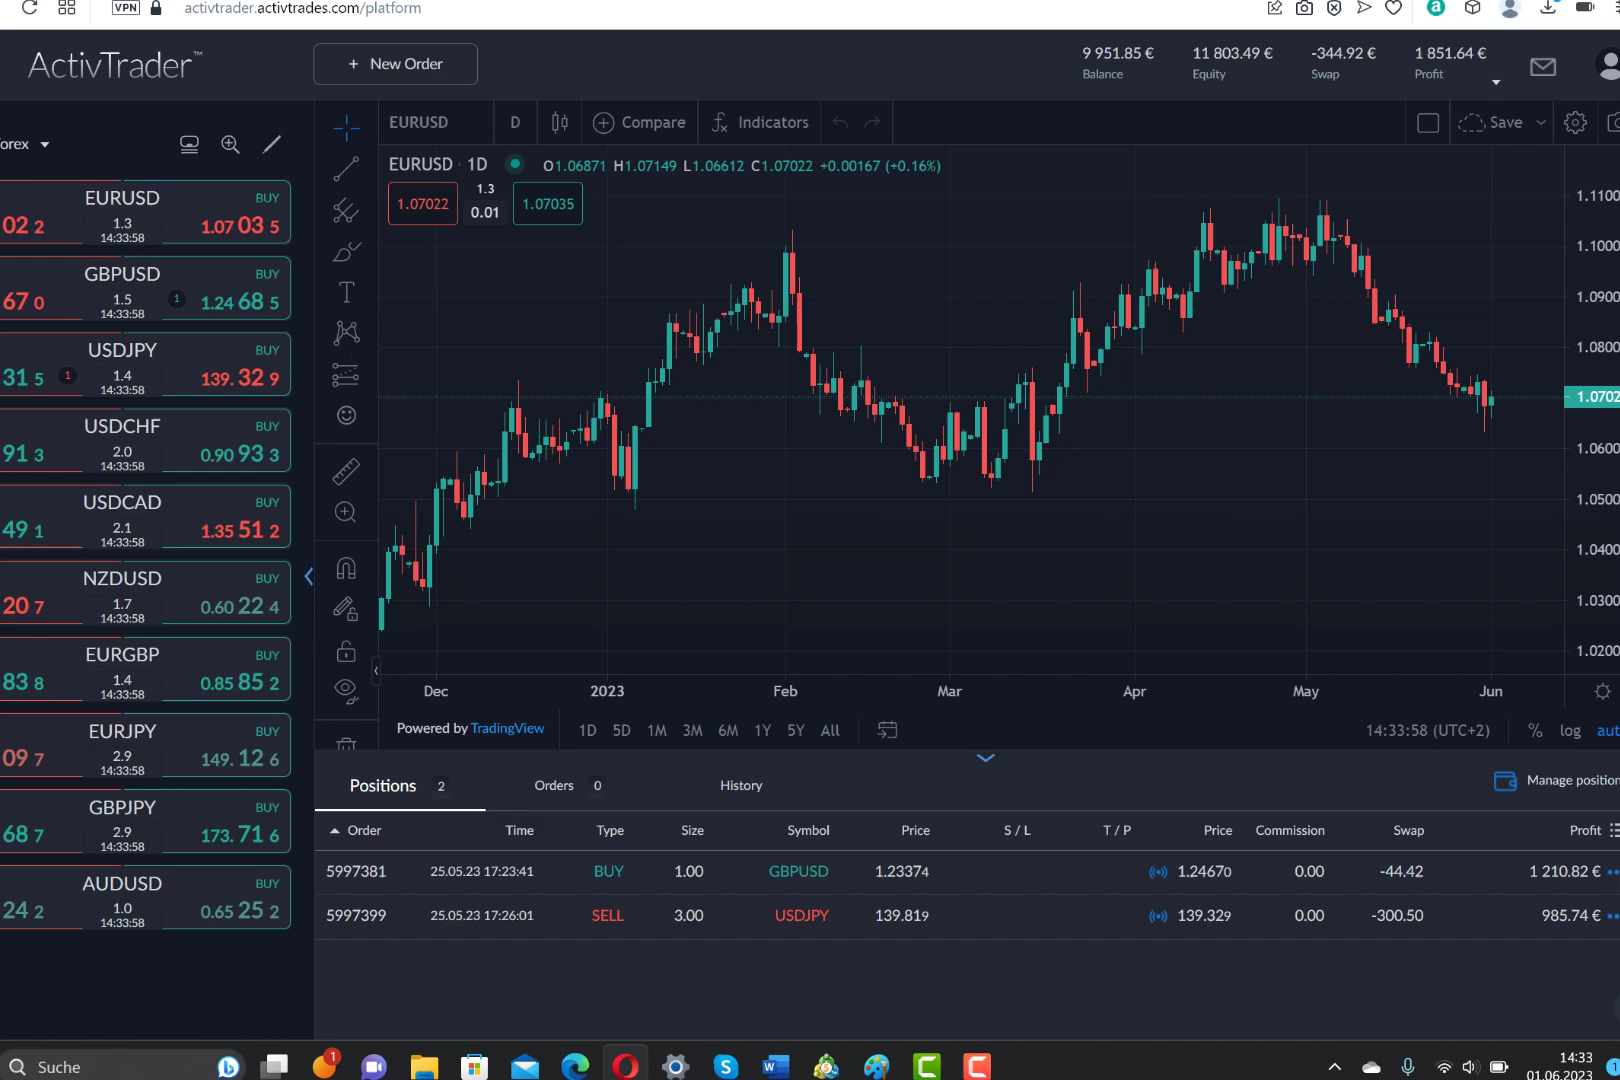 VPN activtrader.activtrades.com/platform
ActivTrader™
+ New Order
9 951.85 € 11 803.49 € -344.92 € 1 851.64 €
Balance Equity Swap Profit
orex
EURUSD D Compare Indicators Save
EURUSD · 1D O1.06871 H1.07149 L1.06612 C1.07022 +0.00167 (+0.16%)
1.07022 1.3 0.01 1.07035
EURUSD BUY
02 2 1.3 1.07 03 5
14:33:58
GBPUSD BUY
67 0 1.5 1 1.24 68 5
14:33:58
USDJPY BUY
31 5 1 1.4 139. 32 9
14:33:58
USDCHF BUY
91 3 2.0 0.90 93 3
14:33:58
USDCAD BUY
49 1 2.1 1.35 51 2
14:33:58
NZDUSD BUY
20 7 1.7 0.60 22 4
14:33:58
EURGBP BUY
83 8 1.4 0.85 85 2
14:33:58
EURJPY BUY
09 7 2.9 149. 12 6
14:33:58
GBPJPY BUY
68 7 2.9 173. 71 6
14:33:58
AUDUSD BUY
24 2 1.0 0.65 25 2
14:33:58
1.1100
1.1000
1.0900
1.0800
1.0702
1.0600
1.0500
1.0400
1.0300
1.0200
Dec 2023 Feb Mar Apr May Jun
Powered by TradingView 1D 5D 1M 3M 6M 1Y 5Y All 14:33:58 (UTC+2) % log aut
Positions 2 Orders 0 History Manage position
Order Time Type Size Symbol Price S / L T / P Price Commission Swap Profit
5997381 25.05.23 17:23:41 BUY 1.00 GBPUSD 1.23374 1.24670 0.00 -44.42 1 210.82 €
5997399 25.05.23 17:26:01 SELL 3.00 USDJPY 139.819 139.329 0.00 -300.50 985.74 €
Suche 1 14:33
01.06.2023